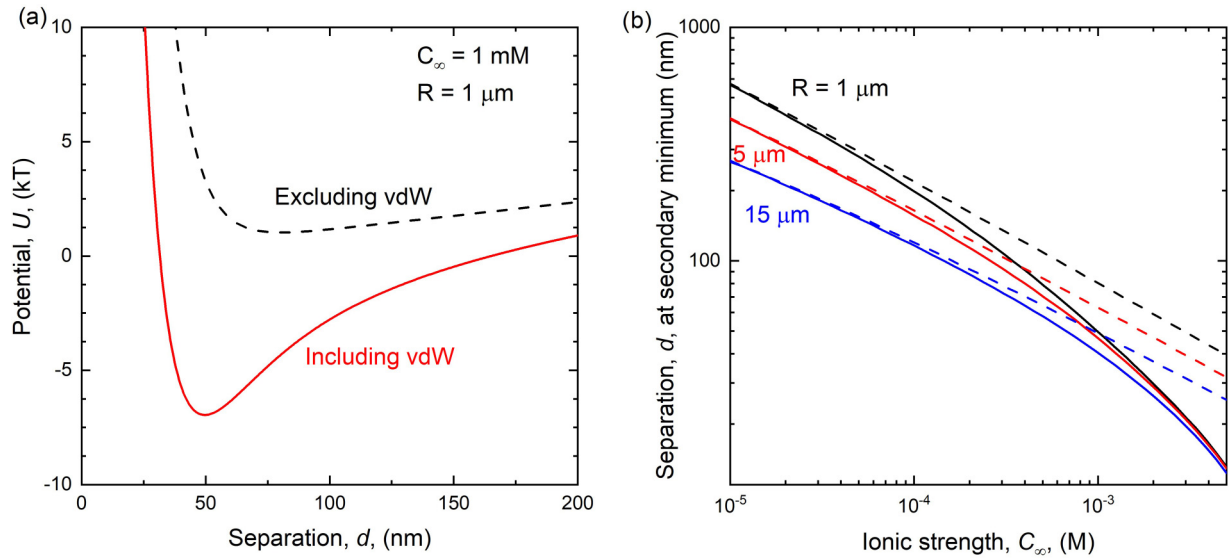 (a)
10
5
0
-5
-10
Potential, U, (kT)
C∞ = 1 mM
R = 1 μm
Excluding vdW
Including vdW
0
50
100
150
200
Separation, d, (nm)
(b)
1000
100
Separation, d, at secondary minimum (nm)
R = 1 μm
5 μm
15 μm
10⁻⁵
10⁻⁴
10⁻³
Ionic strength, C∞, (M)